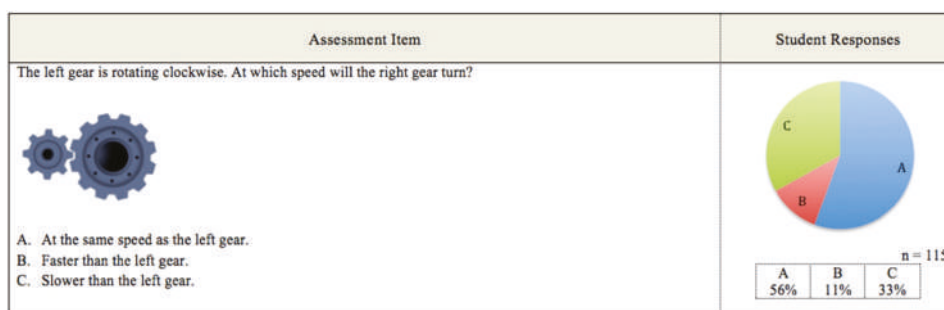 Assessment Item
Student Responses
The left gear is rotating clockwise. At which speed will the right gear turn?
A. At the same speed as the left gear.
B. Faster than the left gear.
C. Slower than the left gear.
C
A
B
n = 115
A B C
56% 11% 33%